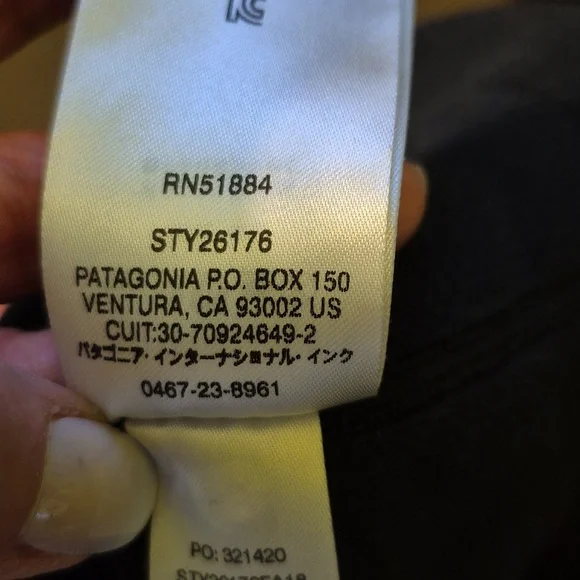 RN51884
STY26176
PATAGONIA P.O. BOX 150
VENTURA, CA 93002 US
CUIT:30-70924649-2
パタゴニア・インターナショナル・インク
0467-23-8961
PO: 321420